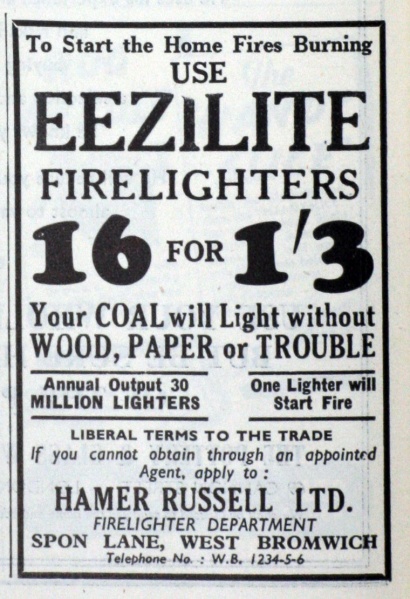 To Start the Home Fires Burning
USE
EEZILITE
FIRELIGHTERS
16 FOR 1'3
Your COAL will Light without
WOOD, PAPER or TROUBLE
Annual Output 30
MILLION LIGHTERS
One Lighter will
Start Fire
LIBERAL TERMS TO THE TRADE
If you cannot obtain through an appointed
Agent, apply to :
HAMER RUSSELL LTD.
FIRELIGHTER DEPARTMENT
SPON LANE, WEST BROMWICH
Telephone No. : W.B. 1234-5-6